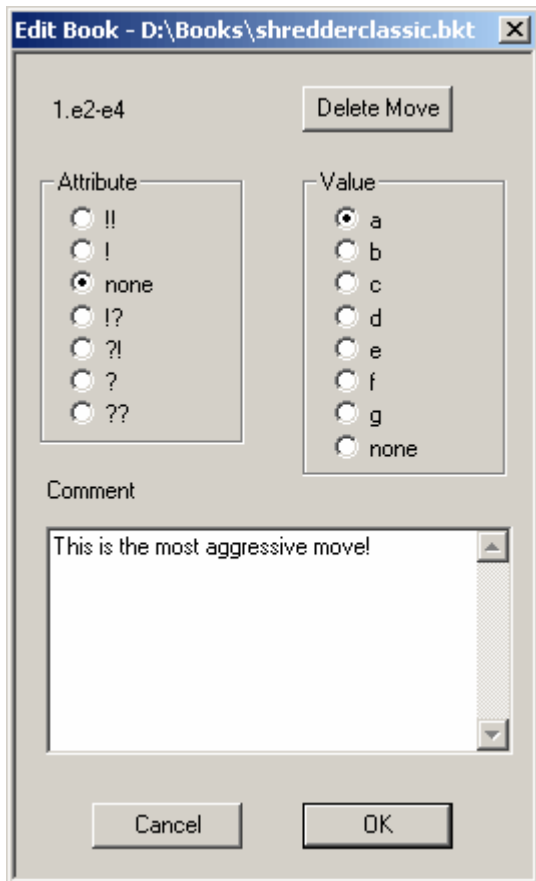 Edit Book - D:\Books\shredderclassic.bkt
1.e2-e4
Delete Move
Attribute
!!
!
none
!?
?!
?
??
Value
a
b
c
d
e
f
g
none
Comment
This is the most aggressive move!
Cancel
OK